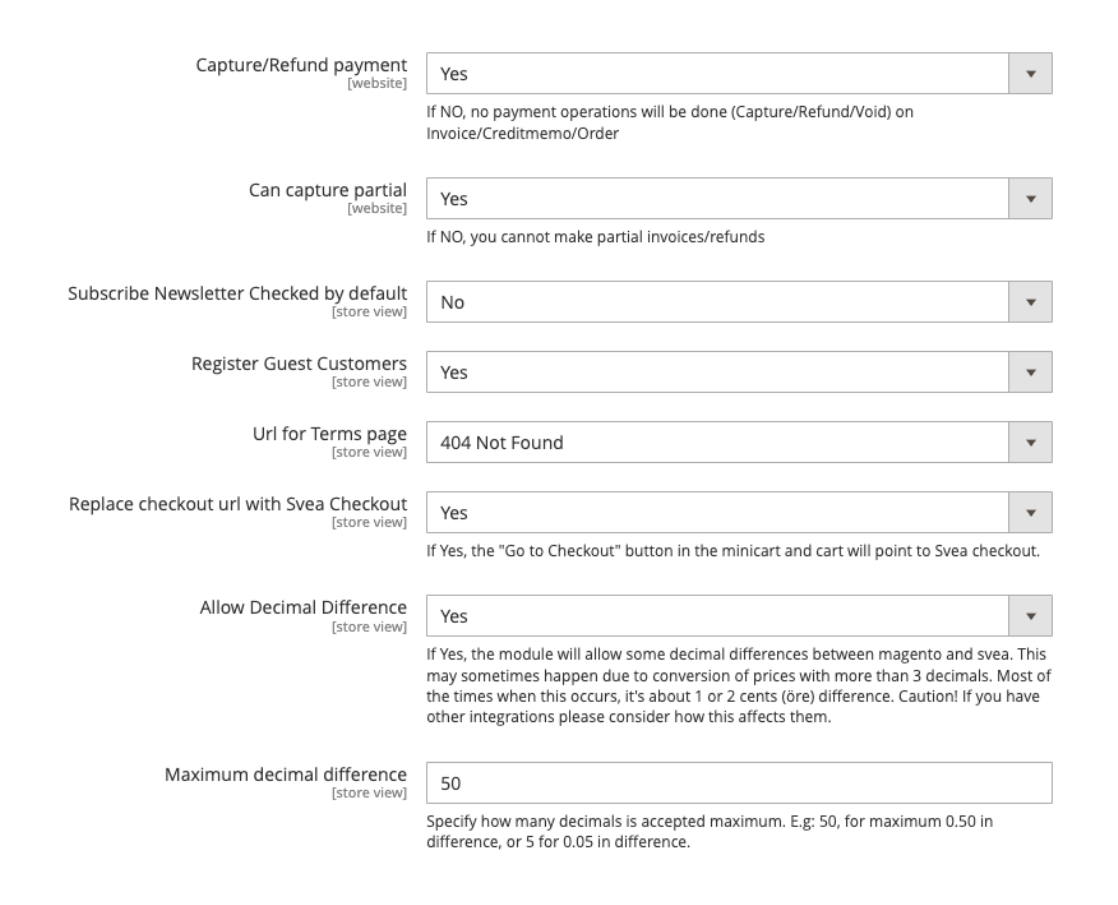 Capture/Refund payment
[website]
Yes
If NO, no payment operations will be done (Capture/Refund/Void) on
Invoice/Creditmemo/Order
Can capture partial
[website]
Yes
If NO, you cannot make partial invoices/refunds
Subscribe Newsletter Checked by default
[store view]
No
Register Guest Customers
[store view]
Yes
Url for Terms page
[store view]
404 Not Found
Replace checkout url with Svea Checkout
[store view]
Yes
If Yes, the "Go to Checkout" button in the minicart and cart will point to Svea checkout.
Allow Decimal Difference
[store view]
Yes
If Yes, the module will allow some decimal differences between magento and svea. This
may sometimes happen due to conversion of prices with more than 3 decimals. Most of
the times when this occurs, it's about 1 or 2 cents (öre) difference. Caution! If you have
other integrations please consider how this affects them.
Maximum decimal difference
[store view]
50
Specify how many decimals is accepted maximum. E.g: 50, for maximum 0.50 in
difference, or 5 for 0.05 in difference.